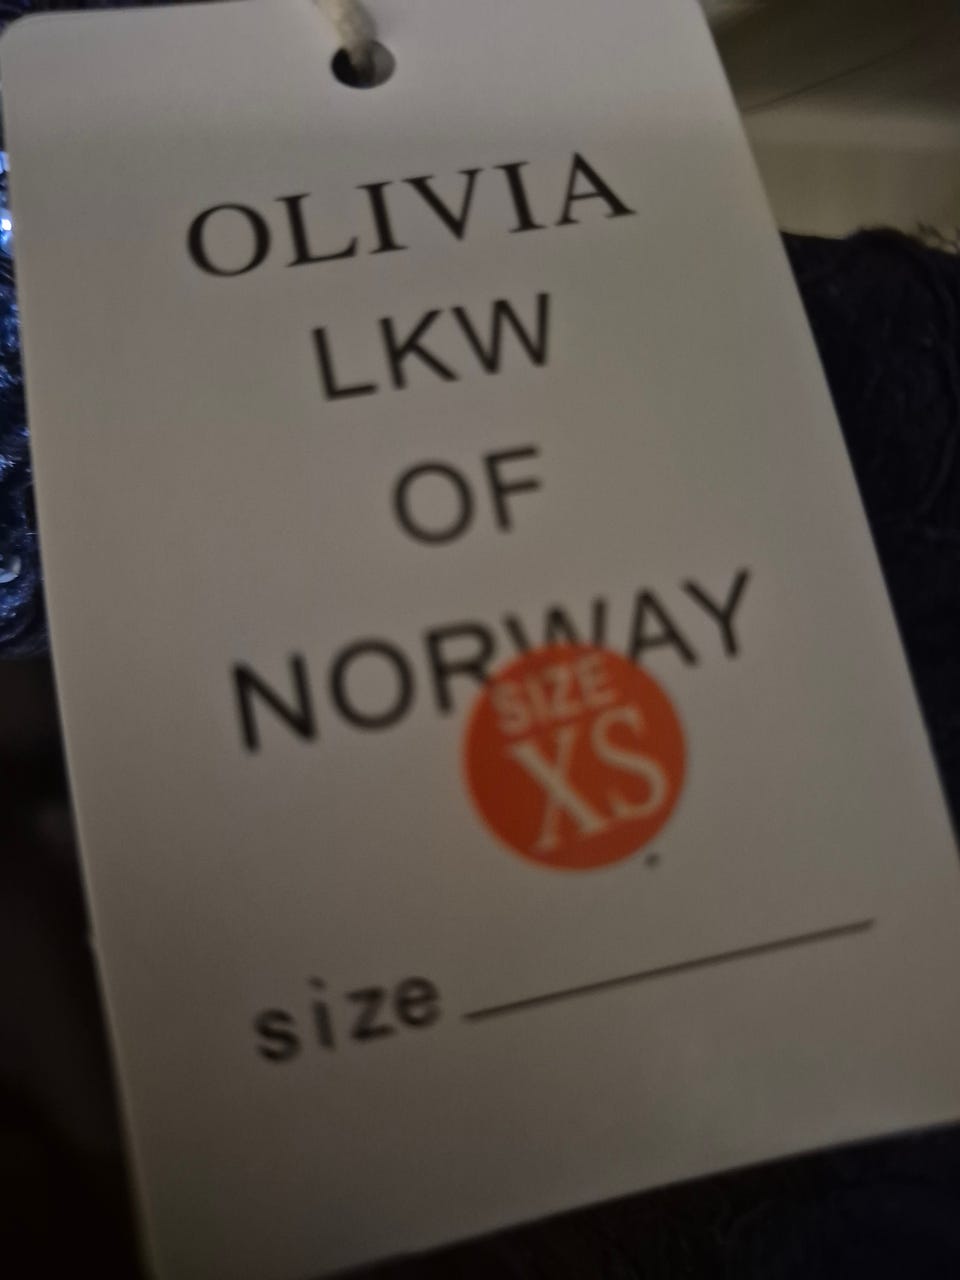 OLIVIA
LKW
OF
NORWAY
SIZE
XS
size